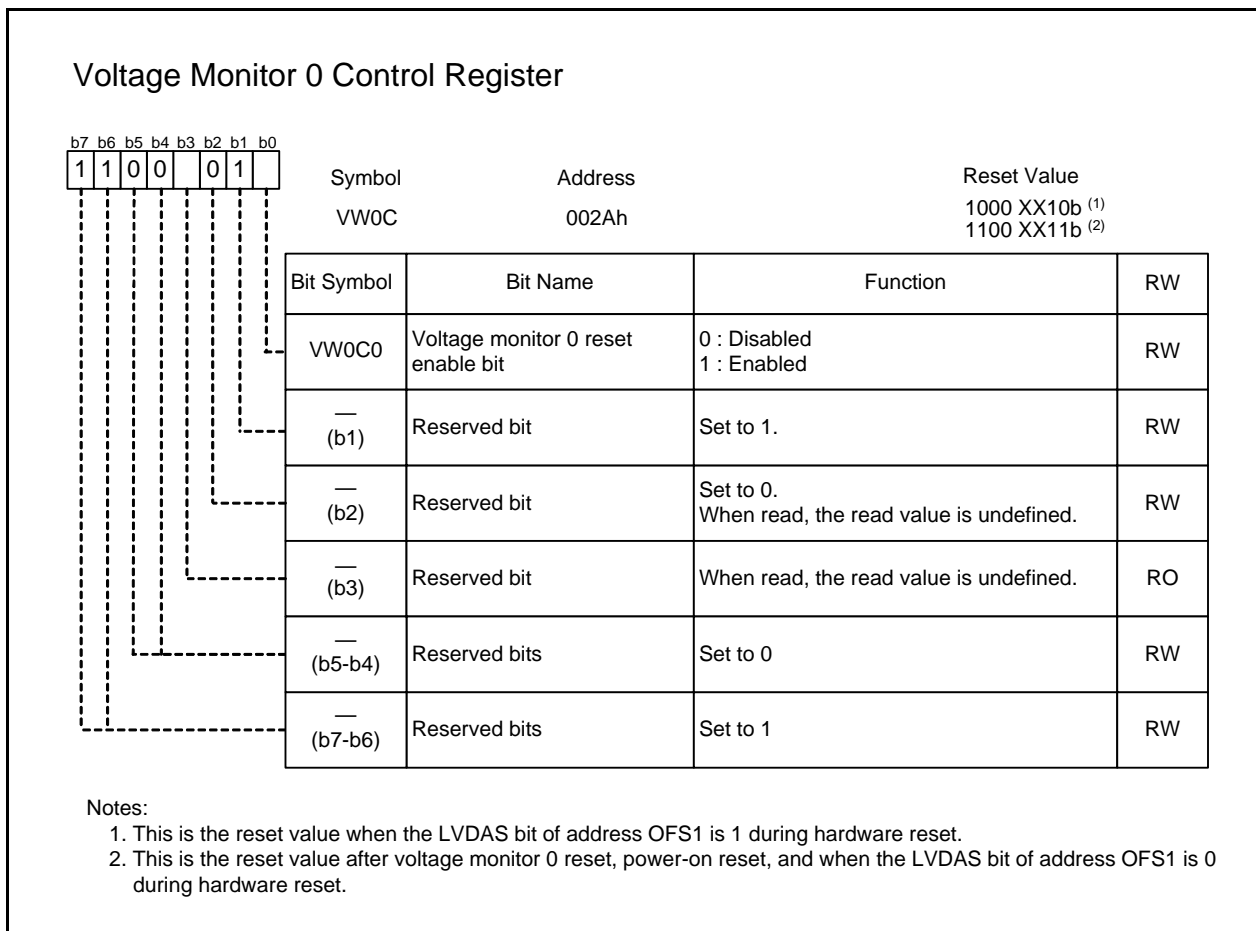 Voltage Monitor 0 Control Register
b7 b6 b5 b4 b3 b2 b1 b0
1 1 0 0 0 1
Symbol Address Reset Value
VW0C 002Ah 1000 XX10b (1)
1100 XX11b (2)
Bit Symbol Bit Name Function RW
VW0C0 Voltage monitor 0 reset enable bit 0 : Disabled
1 : Enabled RW
—
(b1) Reserved bit Set to 1. RW
—
(b2) Reserved bit Set to 0.
When read, the read value is undefined. RW
—
(b3) Reserved bit When read, the read value is undefined. RO
—
(b5-b4) Reserved bits Set to 0 RW
—
(b7-b6) Reserved bits Set to 1 RW
Notes:
1. This is the reset value when the LVDAS bit of address OFS1 is 1 during hardware reset.
2. This is the reset value after voltage monitor 0 reset, power-on reset, and when the LVDAS bit of address OFS1 is 0
during hardware reset.